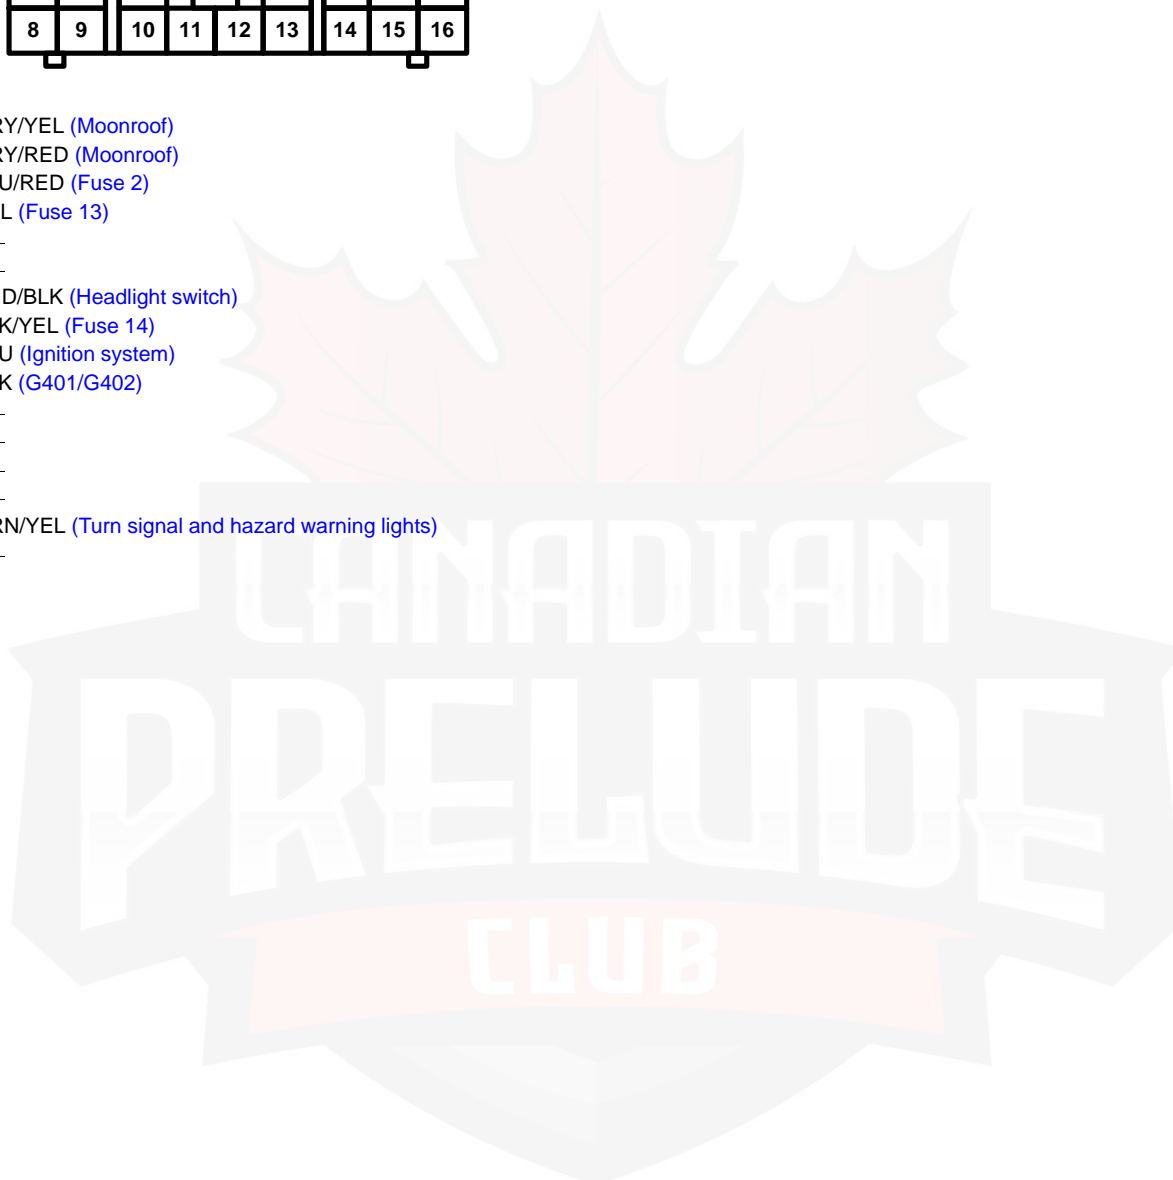 8 9 10 11 12 13 14 15 16
RY/YEL (Moonroof)
RY/RED (Moonroof)
U/RED (Fuse 2)
L (Fuse 13)
_
_
D/BLK (Headlight switch)
K/YEL (Fuse 14)
U (Ignition system)
K (G401/G402)
_
_
_
_
RN/YEL (Turn signal and hazard warning lights)
_
CANADIAN
PRELUDE
CLUB